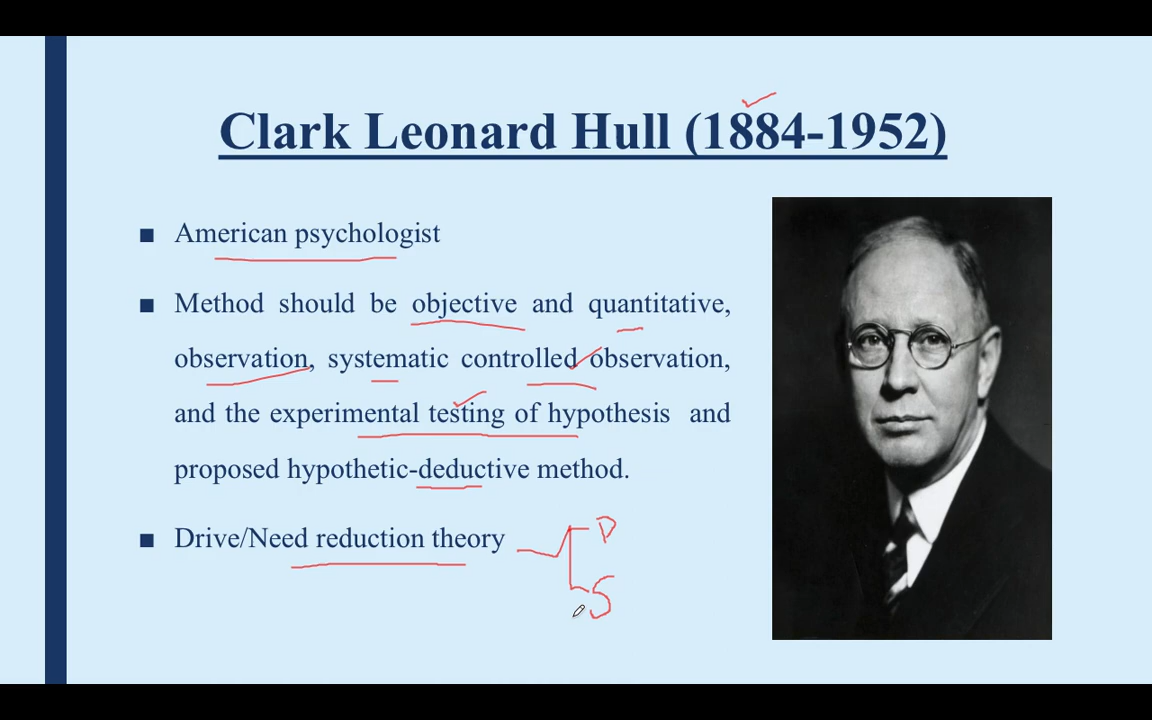 Clark Leonard Hull (1884-1952)
■ American psychologist
■ Method should be objective and quantitative,
observation, systematic controlled observation,
and the experimental testing of hypothesis and
proposed hypothetic-deductive method.
■ Drive/Need reduction theory
P
S